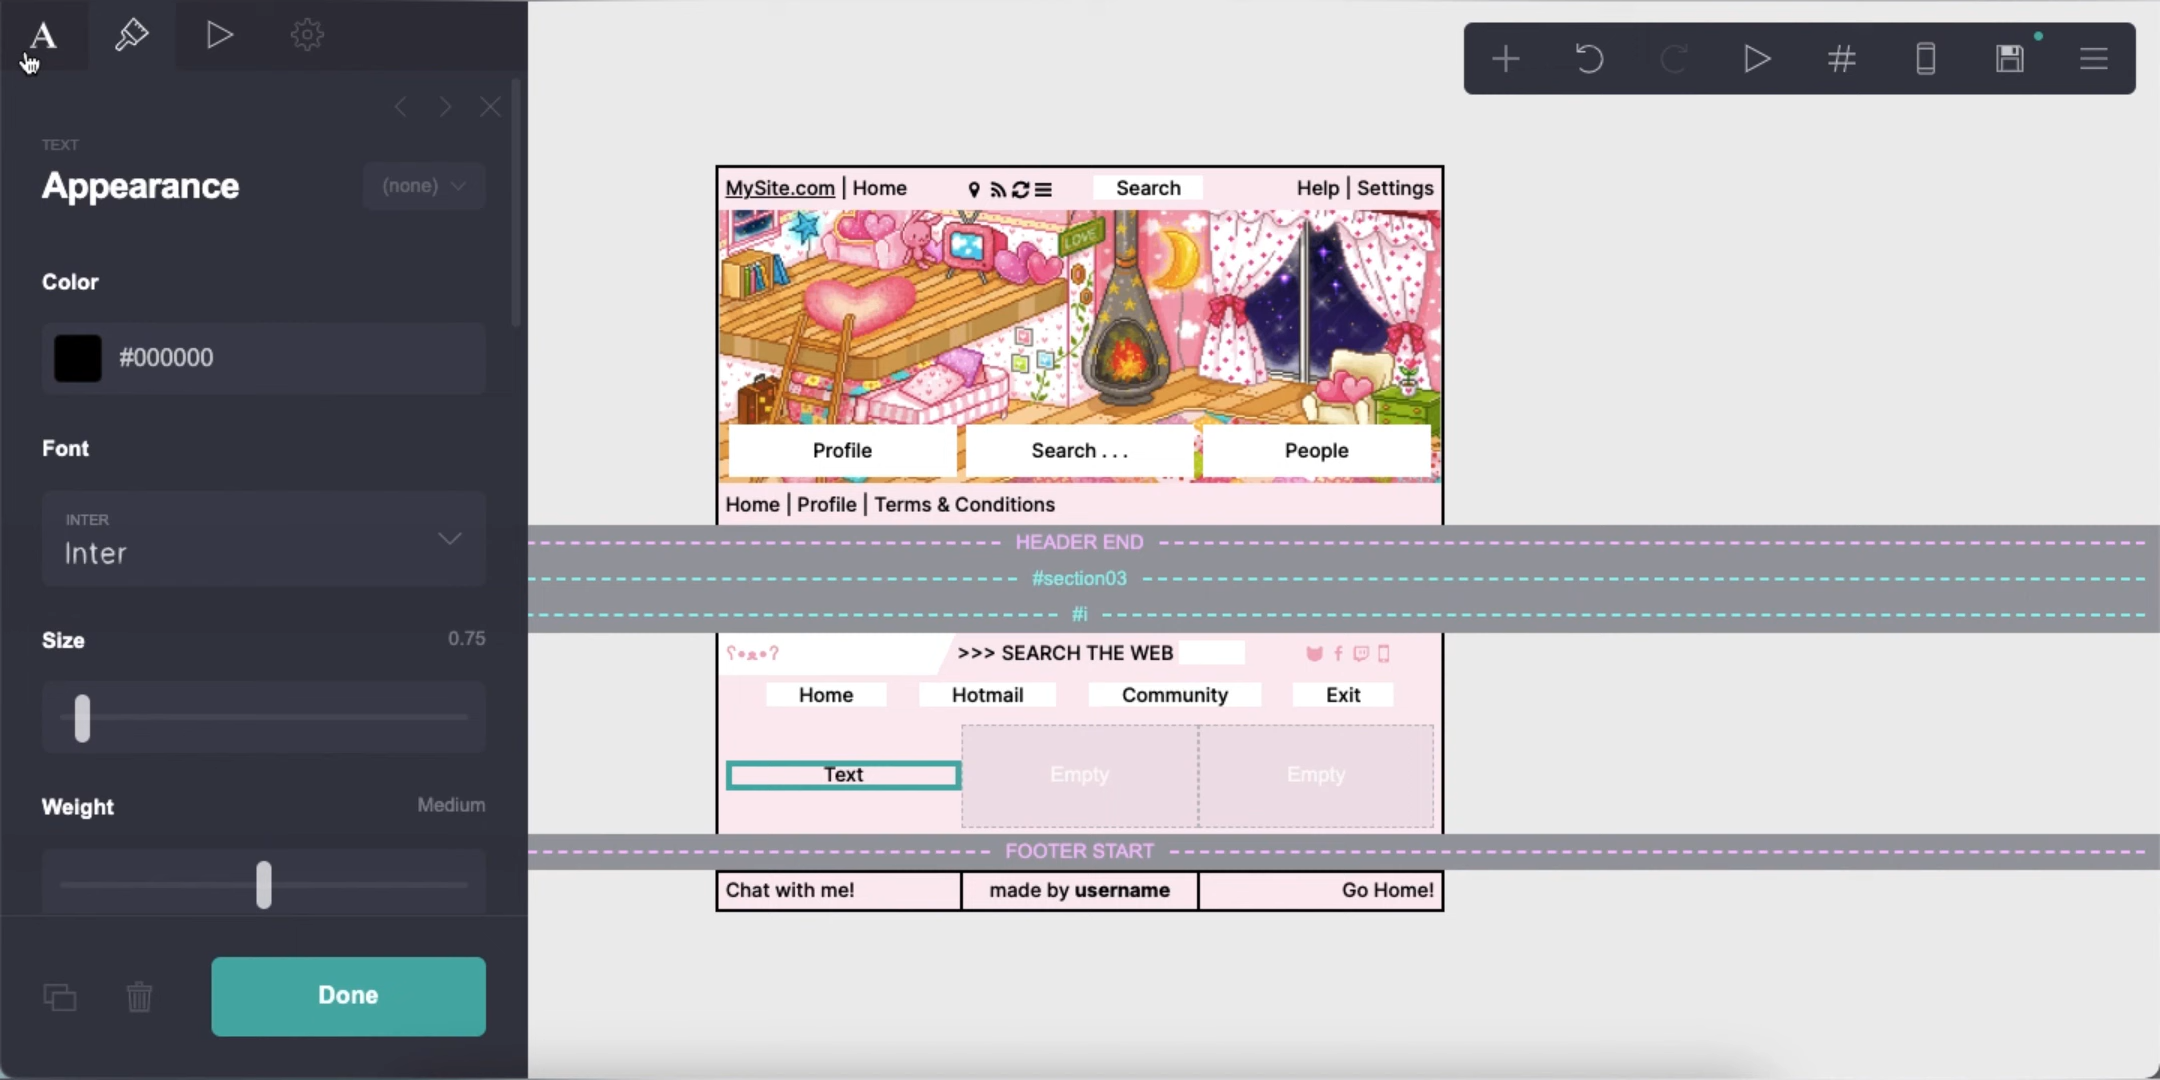 A
TEXT
Appearance
(none)
Color
#000000
Font
INTER
Inter
Size
0.75
Weight
Medium
Done
MySite.com | Home
Search
Help | Settings
LOVE
Profile
Search . . .
People
Home | Profile | Terms & Conditions
HEADER END
#section03
#i
ʕ•ᴥ•ʔ
>>> SEARCH THE WEB
Home
Hotmail
Community
Exit
Text
Empty
Empty
FOOTER START
Chat with me!
made by username
Go Home!